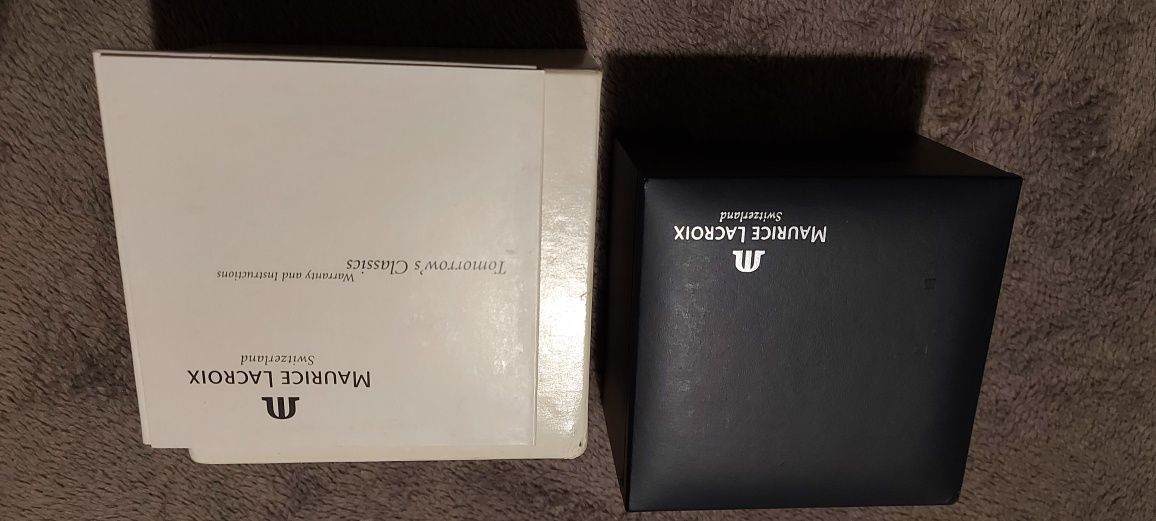 MAURICE LACROIX
Switzerland
Warranty and Instructions
Tomorrow's Classics
MAURICE LACROIX
Switzerland